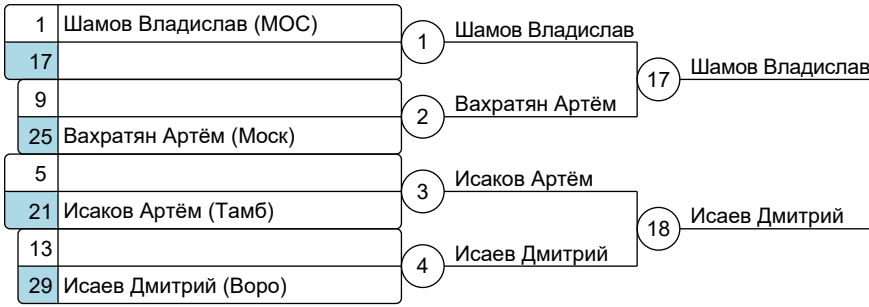 1 Шамов Владислав (МОС)
17
9
25 Вахратян Артём (Моск)
5
21 Исаков Артём (Тамб)
13
29 Исаев Дмитрий (Воро)
1 Шамов Владислав
2 Вахратян Артём
3 Исаков Артём
4 Исаев Дмитрий
17 Шамов Владислав
18 Исаев Дмитрий